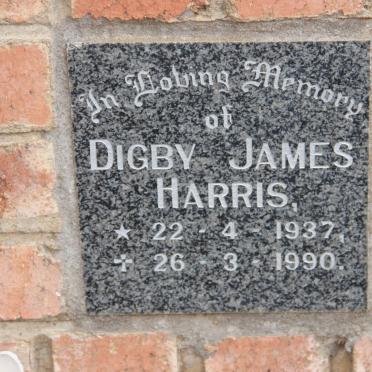 In Loving Memory
of
DIGBY JAMES
HARRIS,
★ 22 - 4 - 1937,
✝ 26 - 3 - 1990.